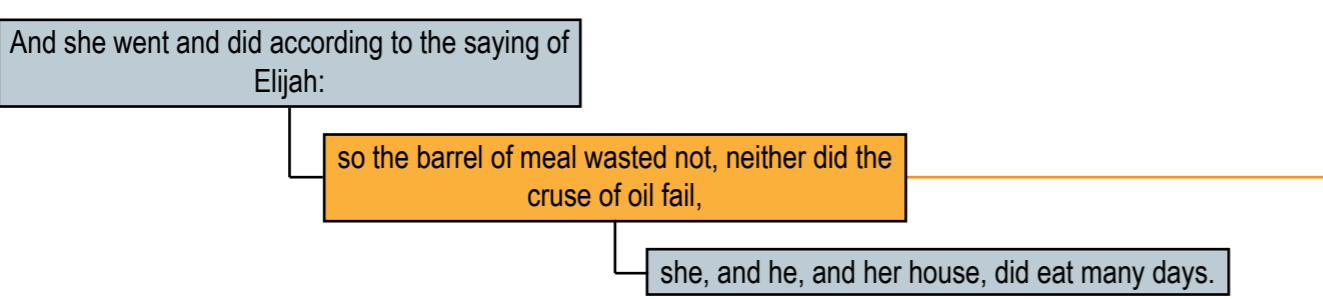 And she went and did according to the saying of
Elijah:
so the barrel of meal wasted not, neither did the
cruse of oil fail,
she, and he, and her house, did eat many days.